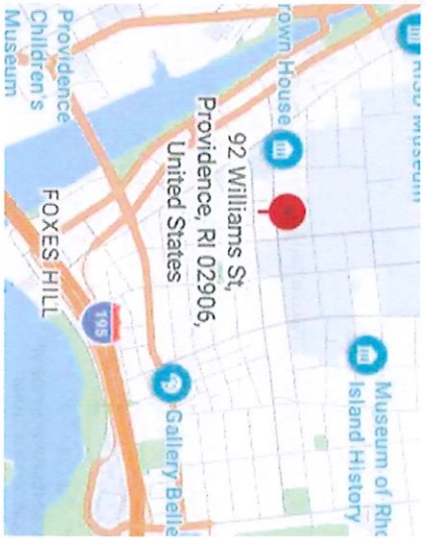 RISD Museum
Museum of Rho
Island History
rown House
92 Williams St,
Providence, RI 02906,
United States
Gallery Belle
195
Providence
Children's
Museum
FOXES HILL